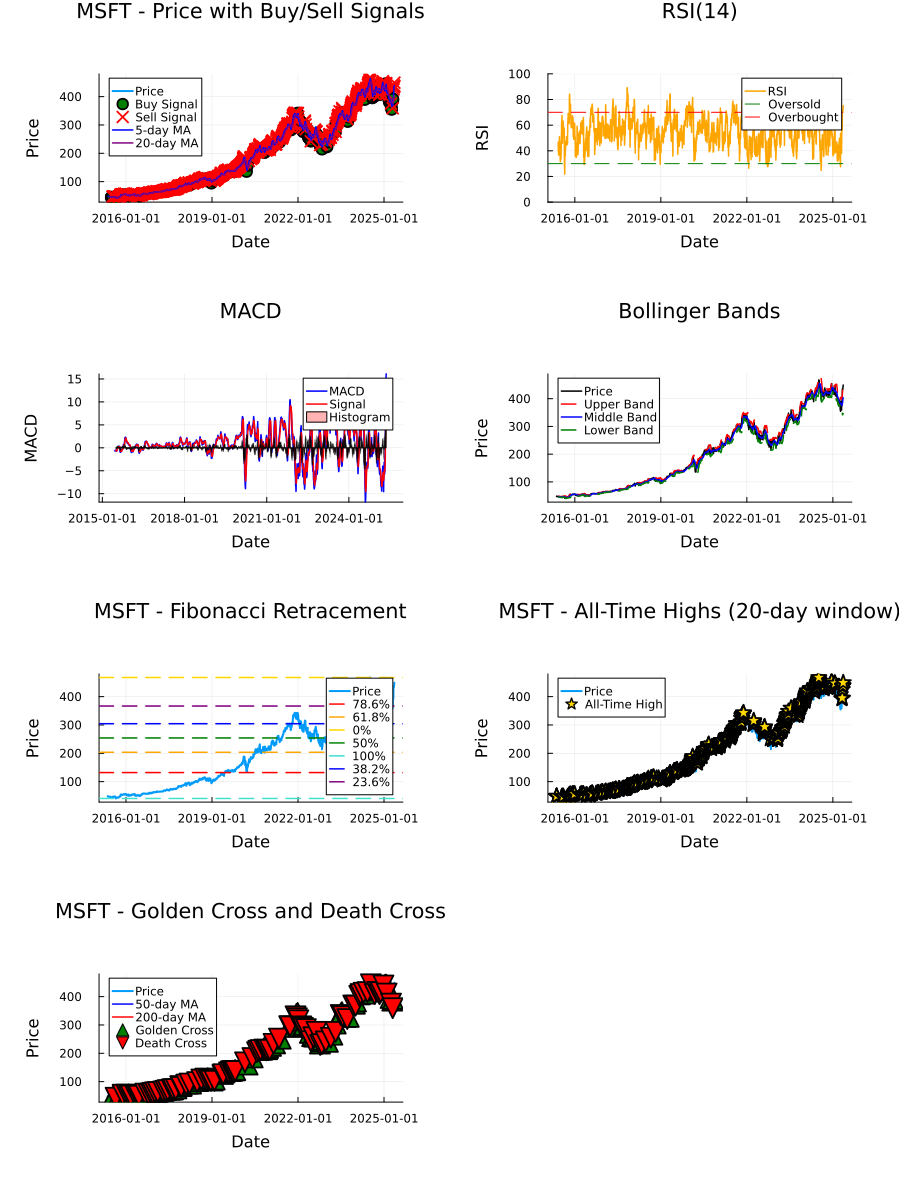 MSFT - Price with Buy/Sell Signals
Price
400
300
200
100
Price
Buy Signal
Sell Signal
5-day MA
20-day MA
2016-01-01 2019-01-01 2022-01-01 2025-01-01
Date
RSI(14)
RSI
100
80
60
40
20
0
RSI
Oversold
Overbought
2016-01-01 2019-01-01 2022-01-01 2025-01-01
Date
MACD
MACD
15
10
5
0
−5
−10
MACD
Signal
Histogram
2015-01-01 2018-01-01 2021-01-01 2024-01-01
Date
Bollinger Bands
Price
400
300
200
100
Price
Upper Band
Middle Band
Lower Band
2016-01-01 2019-01-01 2022-01-01 2025-01-01
Date
MSFT - Fibonacci Retracement
Price
400
300
200
100
Price
78.6%
61.8%
0%
50%
100%
38.2%
23.6%
2016-01-01 2019-01-01 2022-01-01 2025-01-01
Date
MSFT - All-Time Highs (20-day window)
Price
400
300
200
100
Price
All-Time High
2016-01-01 2019-01-01 2022-01-01 2025-01-01
Date
MSFT - Golden Cross and Death Cross
Price
400
300
200
100
Price
50-day MA
200-day MA
Golden Cross
Death Cross
2016-01-01 2019-01-01 2022-01-01 2025-01-01
Date